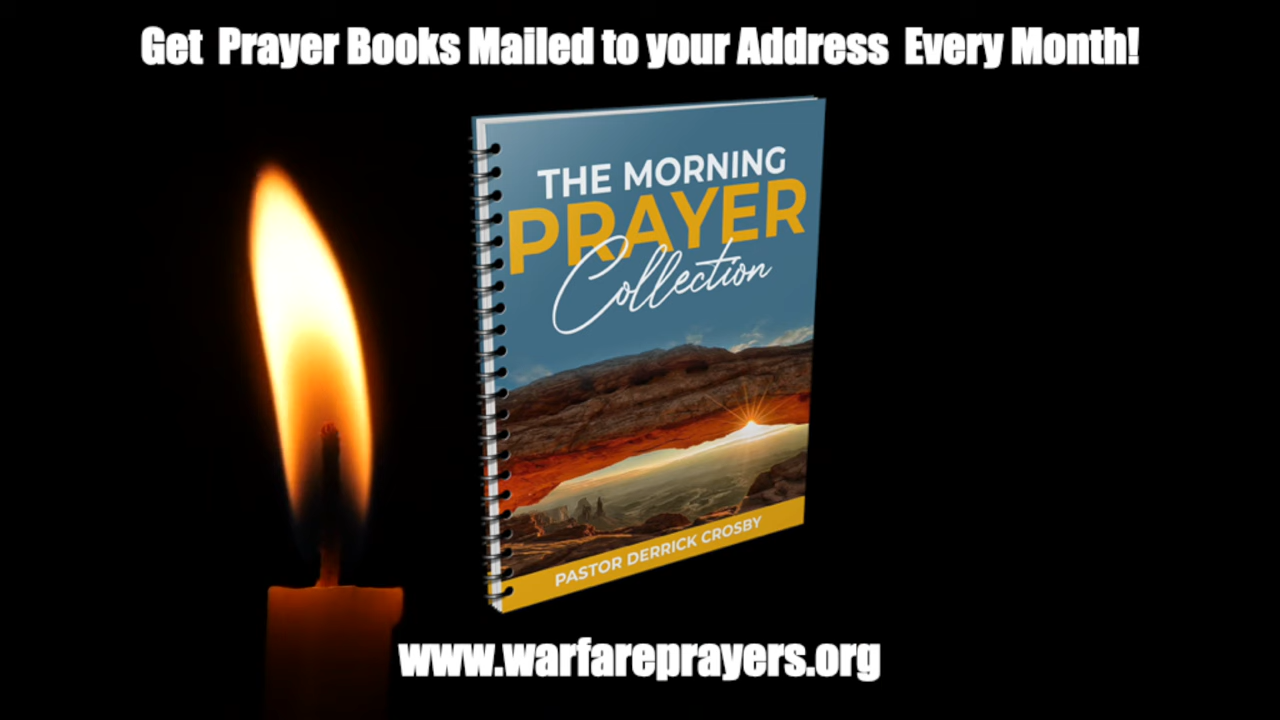 Get Prayer Books Mailed to your Address Every Month!
THE MORNING
PRAYER
Collection
PASTOR DERRICK CROSBY
www.warfareprayers.org